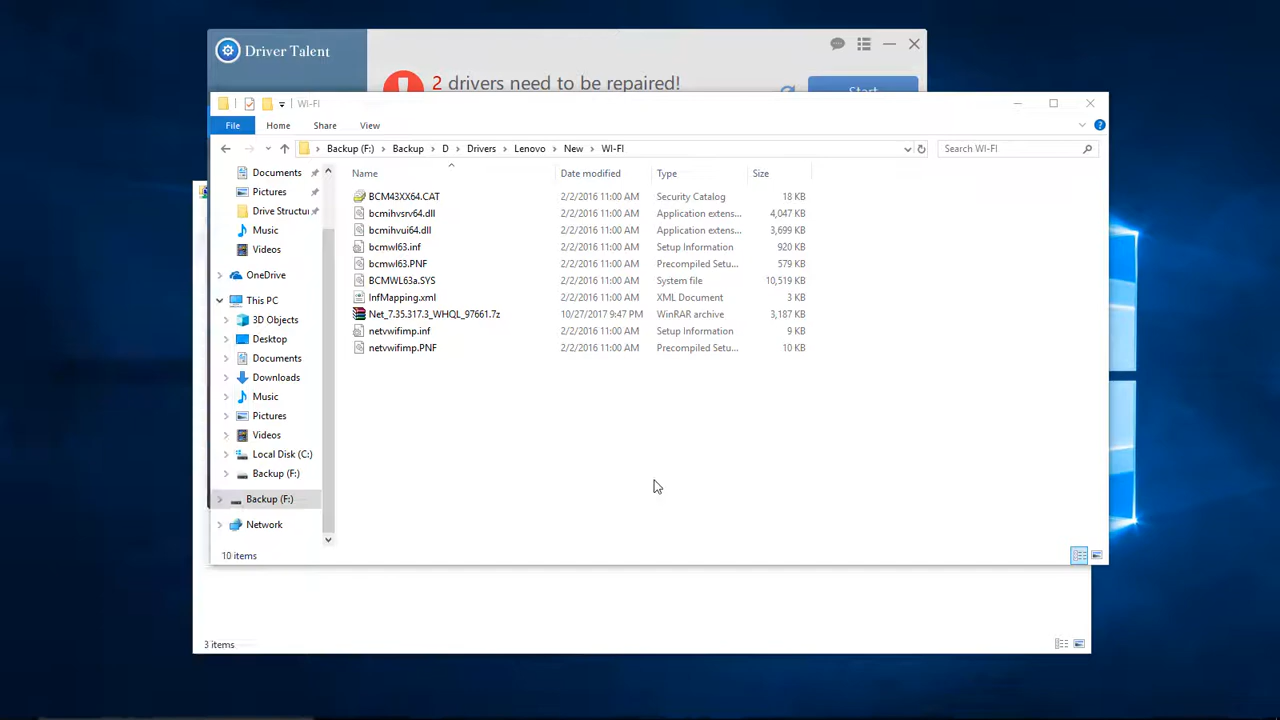 Driver Talent
2 drivers need to be repaired!
Start
WI-FI
File Home Share View
Backup (F:) Backup D Drivers Lenovo New WI-FI
Search WI-FI
Documents
Pictures
Drive Structu
Music
Videos
OneDrive
This PC
3D Objects
Desktop
Documents
Downloads
Music
Pictures
Videos
Local Disk (C:)
Backup (F:)
Backup (F:)
Network
Name Date modified Type Size
BCM43XX64.CAT 2/2/2016 11:00 AM Security Catalog 18 KB
bcmihvsrv64.dll 2/2/2016 11:00 AM Application extens... 4,047 KB
bcmihvui64.dll 2/2/2016 11:00 AM Application extens... 3,699 KB
bcmwl63.inf 2/2/2016 11:00 AM Setup Information 920 KB
bcmwl63.PNF 2/2/2016 11:00 AM Precompiled Setu... 579 KB
BCMWL63a.SYS 2/2/2016 11:00 AM System file 10,519 KB
InfMapping.xml 2/2/2016 11:00 AM XML Document 3 KB
Net_7.35.317.3_WHQL_97661.7z 10/27/2017 9:47 PM WinRAR archive 3,187 KB
netvwifimp.inf 2/2/2016 11:00 AM Setup Information 9 KB
netvwifimp.PNF 2/2/2016 11:00 AM Precompiled Setu... 10 KB
10 items
3 items